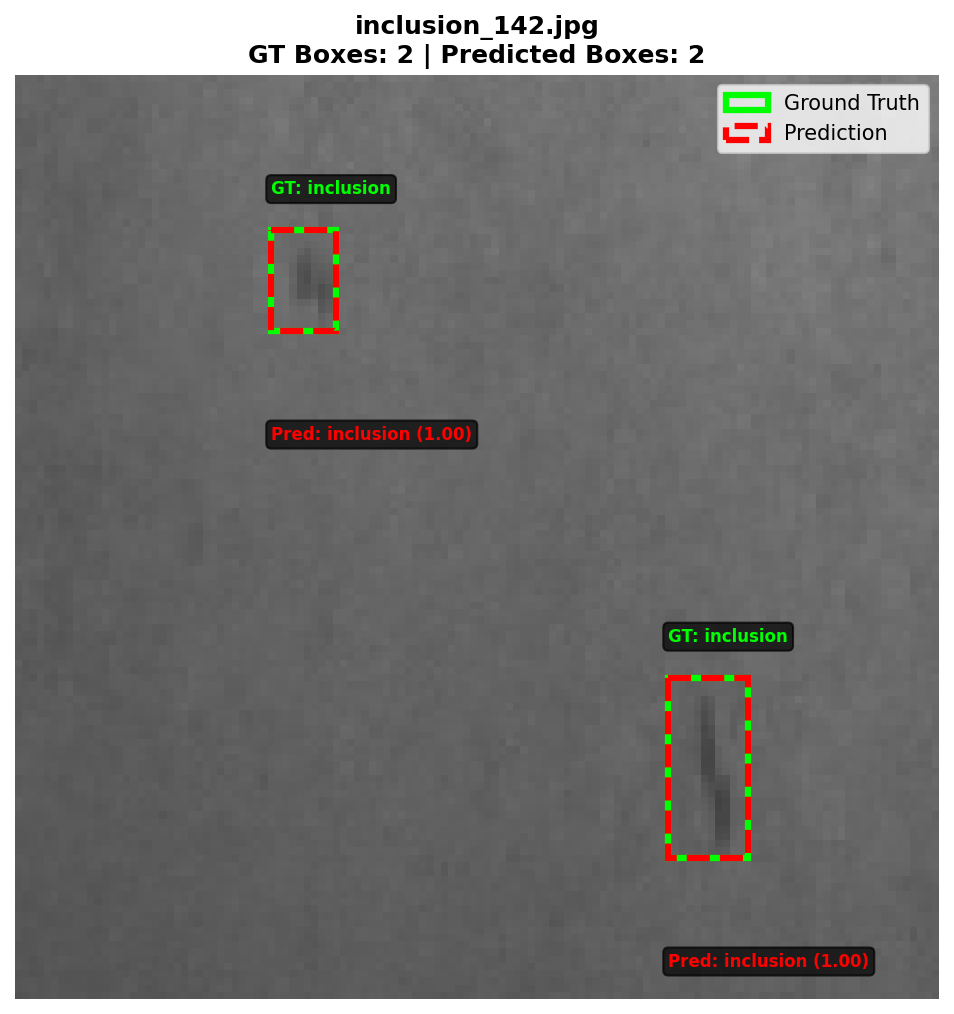 inclusion_142.jpg
GT Boxes: 2 | Predicted Boxes: 2
Ground Truth
Prediction
GT: inclusion
Pred: inclusion (1.00)
GT: inclusion
Pred: inclusion (1.00)